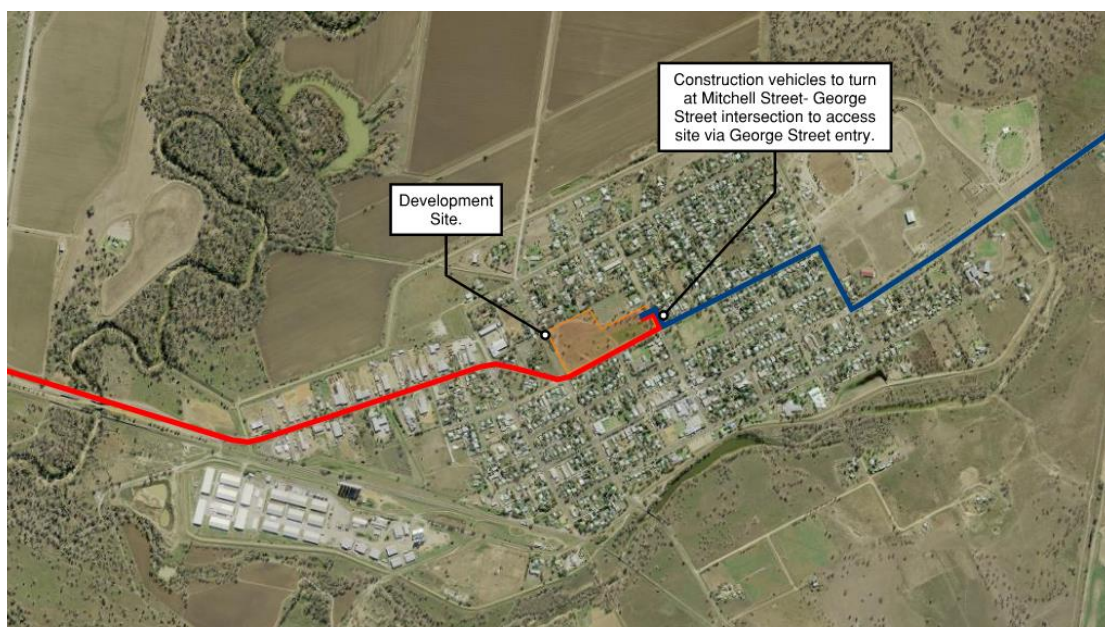 Construction vehicles to turn
at Mitchell Street- George
Street intersection to access
site via George Street entry.
Development
Site.